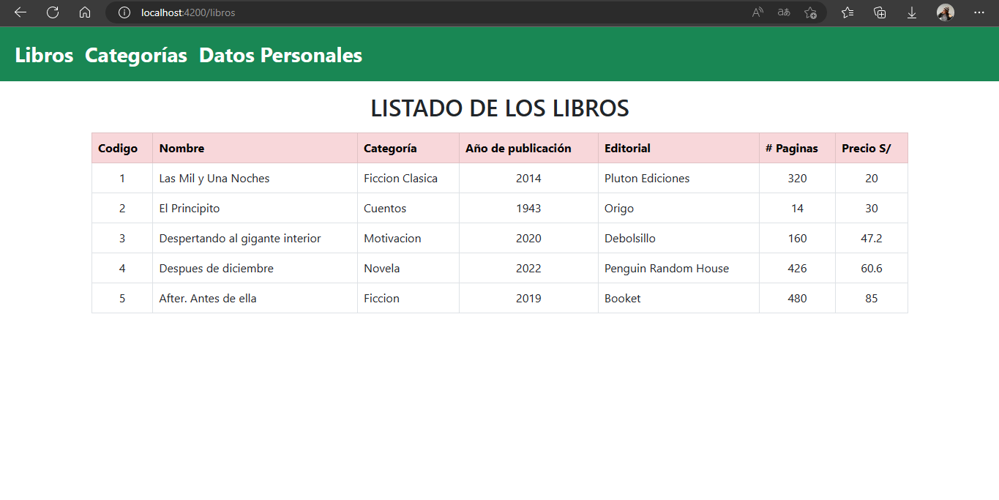 localhost:4200/libros
Libros Categorías Datos Personales
LISTADO DE LOS LIBROS
Codigo Nombre Categoría Año de publicación Editorial # Paginas Precio S/
1 Las Mil y Una Noches Ficcion Clasica 2014 Pluton Ediciones 320 20
2 El Principito Cuentos 1943 Origo 14 30
3 Despertando al gigante interior Motivacion 2020 Debolsillo 160 47.2
4 Despues de diciembre Novela 2022 Penguin Random House 426 60.6
5 After. Antes de ella Ficcion 2019 Booket 480 85